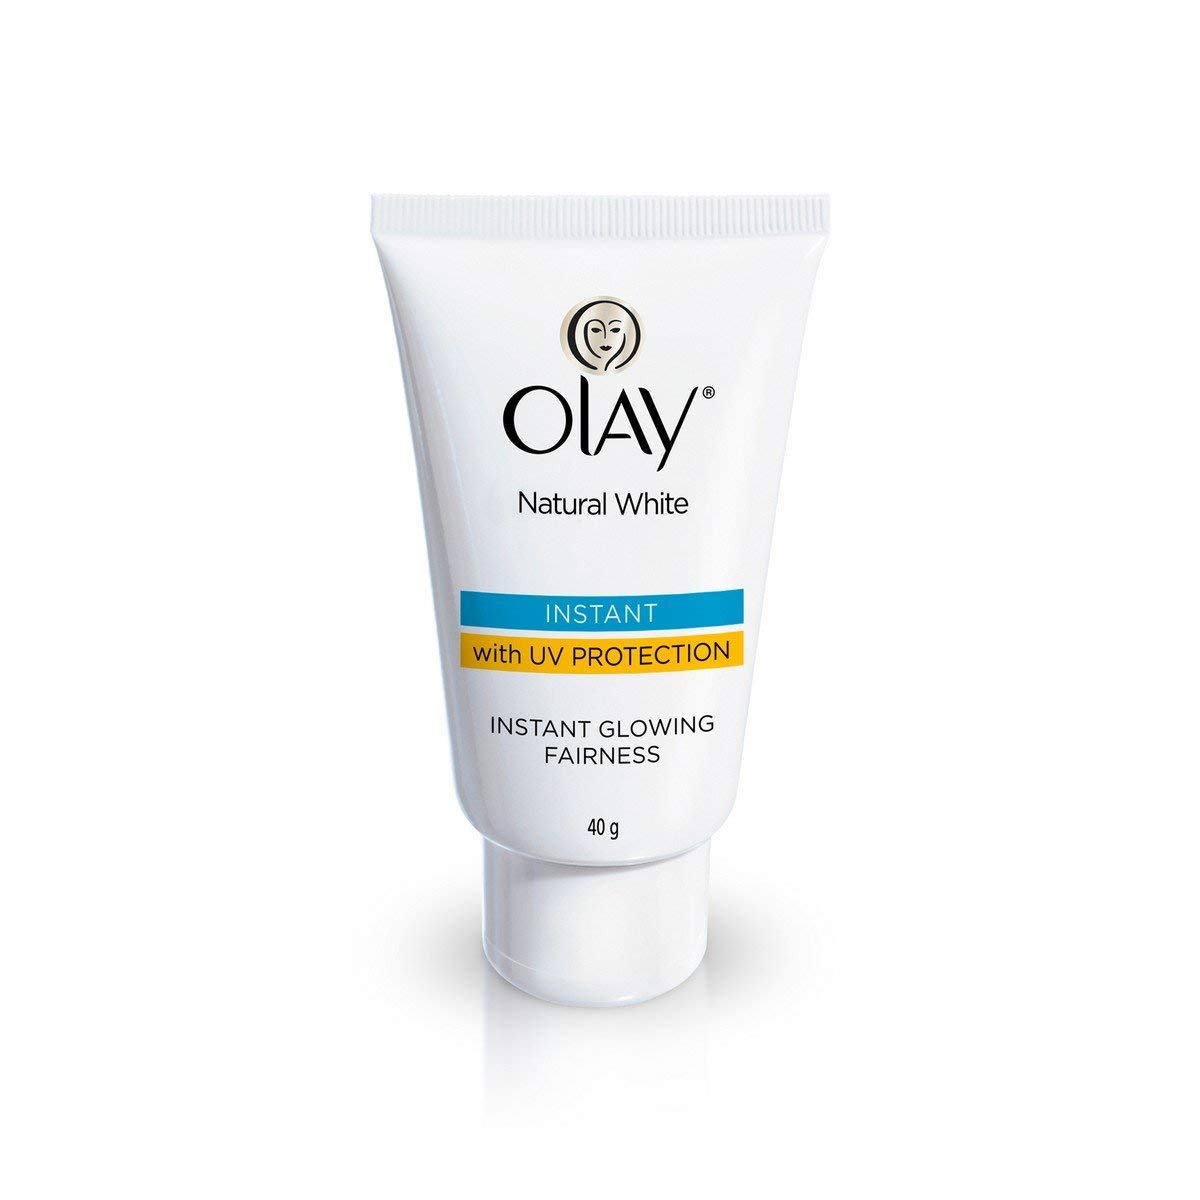 OLAY®
Natural White
INSTANT
with UV PROTECTION
INSTANT GLOWING
FAIRNESS
40 g